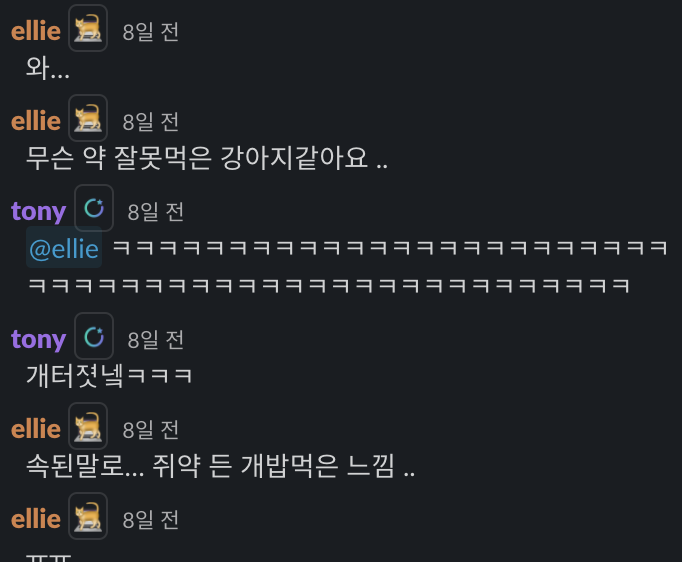 ellie 8일 전
와...
ellie 8일 전
무슨 약 잘못먹은 강아지같아요 ..
tony 8일 전
@ellie ㅋㅋㅋㅋㅋㅋㅋㅋㅋㅋㅋㅋㅋㅋㅋㅋㅋㅋㅋㅋㅋㅋㅋㅋ
ㅋㅋㅋㅋㅋㅋㅋㅋㅋㅋㅋㅋㅋㅋㅋㅋㅋㅋㅋㅋㅋㅋㅋㅋㅋㅋ
tony 8일 전
개터졋넼ㅋㅋㅋ
ellie 8일 전
속된말로... 쥐약 든 개밥먹은 느낌 ..
ellie 8일 전